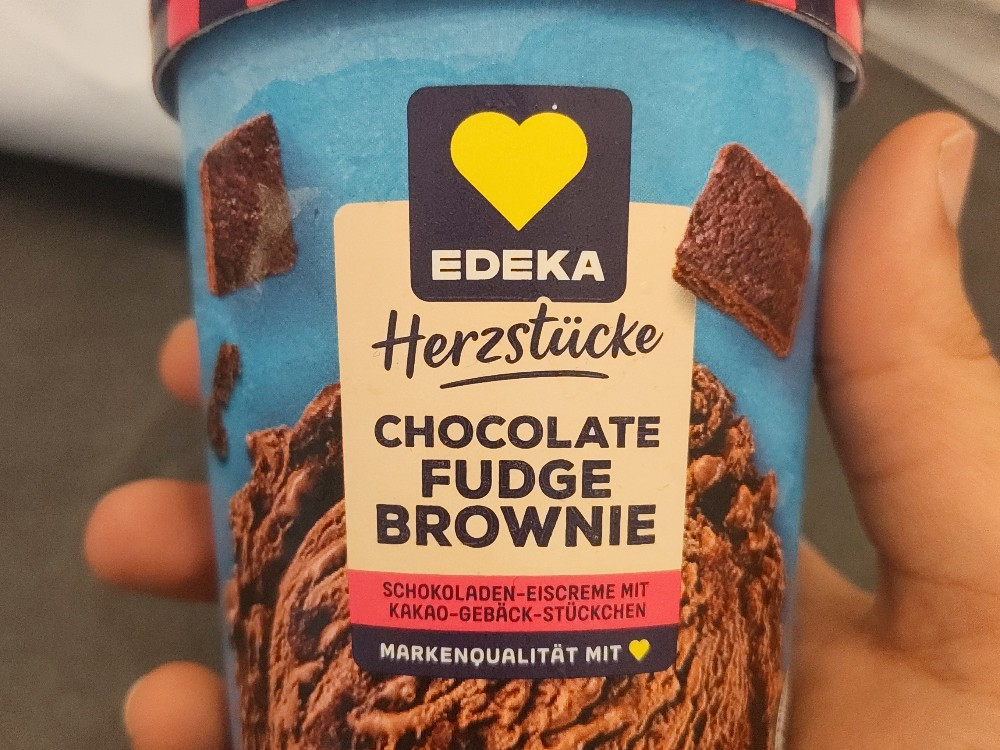 EDEKA
Herzstücke
CHOCOLATE
FUDGE
BROWNIE
SCHOKOLADEN-EISCREME MIT
KAKAO-GEBÄCK-STÜCKCHEN
MARKENQUALITÄT MIT